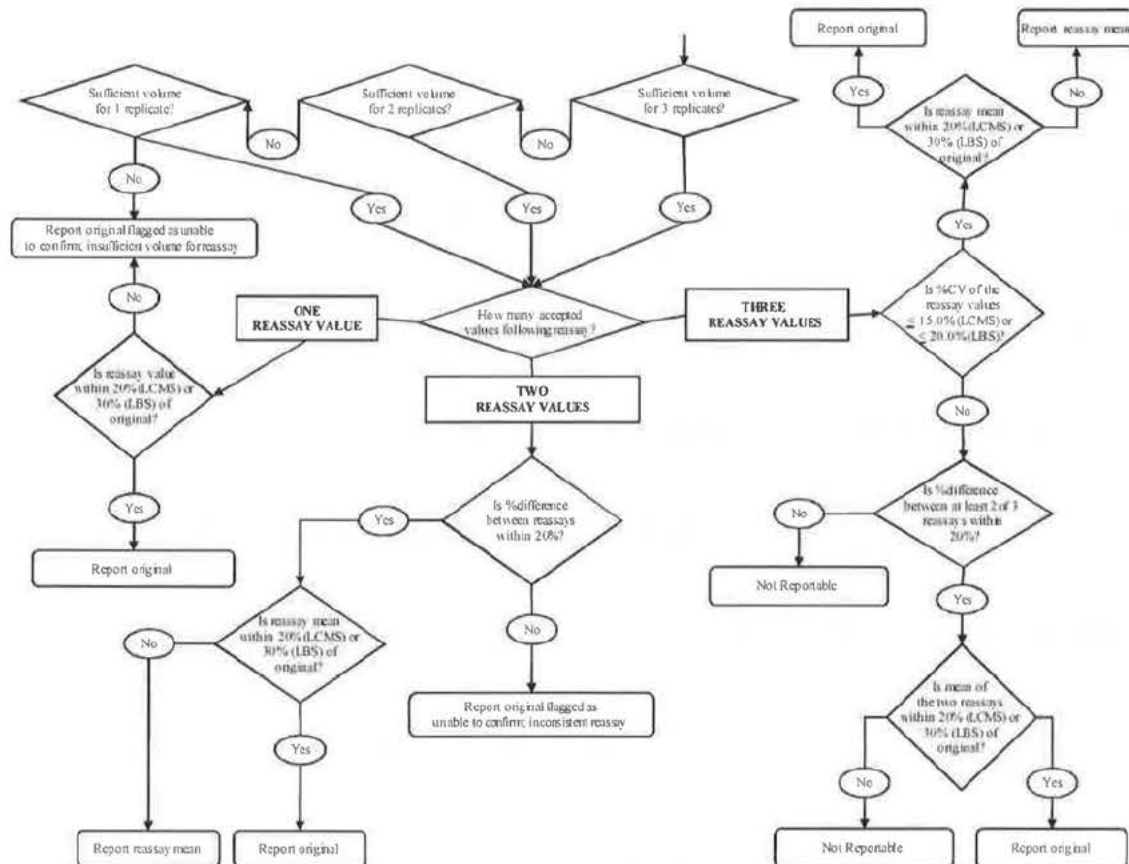 Report original
Report reassay mean
Sufficient volume
for 1 replicate?
Sufficient volume
for 2 replicates?
Sufficient volume
for 3 replicates?
No
No
Yes
No
Is reassay mean
within 20% (LCMS) or
30% (LBS) of
original?
No
Yes
Yes
Yes
Yes
Report original flagged as unable
to confirm; insufficient volume for reassay
No
ONE
REASSAY VALUE
How many accepted
values following reassay?
THREE
REASSAY VALUES
Is %CV of the
reassay values
≤ 15.0% (LCMS) or
≤ 20.0% (LBS)?
Is reassay value
within 20% (LCMS) or
30% (LBS) of
original?
TWO
REASSAY VALUES
No
Yes
Report original
Yes
Is %difference
between reassays
within 20%?
No
Is %difference
between at least 2 of 3
reassays within
20%?
Not Reportable
Yes
No
Is reassay mean
within 20% (LCMS) or
30% (LBS) of
original?
No
Report original flagged as
unable to confirm; inconsistent reassay
Is mean of
the two reassays
within 20% (LCMS) or
30% (LBS) of
original?
Yes
No
Yes
Report reassay mean
Report original
Not Reportable
Report original